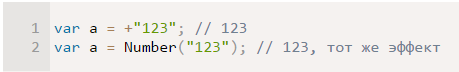 1 var a = +"123"; // 123
2 var a = Number("123"); // 123, тот же эффект